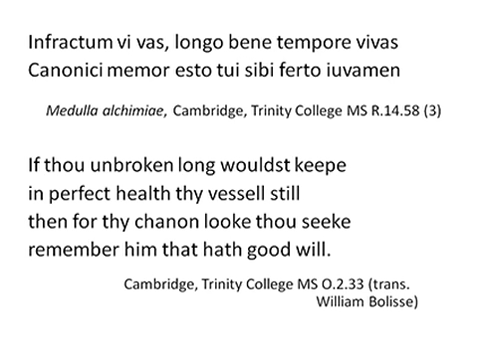 Infractum vi vas, longo bene tempore vivas
Canonici memor esto tui sibi ferto iuvamen
Medulla alchimiae, Cambridge, Trinity College MS R.14.58 (3)
If thou unbroken long wouldst keepe
in perfect health thy vessell still
then for thy chanon looke thou seeke
remember him that hath good will.
Cambridge, Trinity College MS O.2.33 (trans.
William Bolisse)